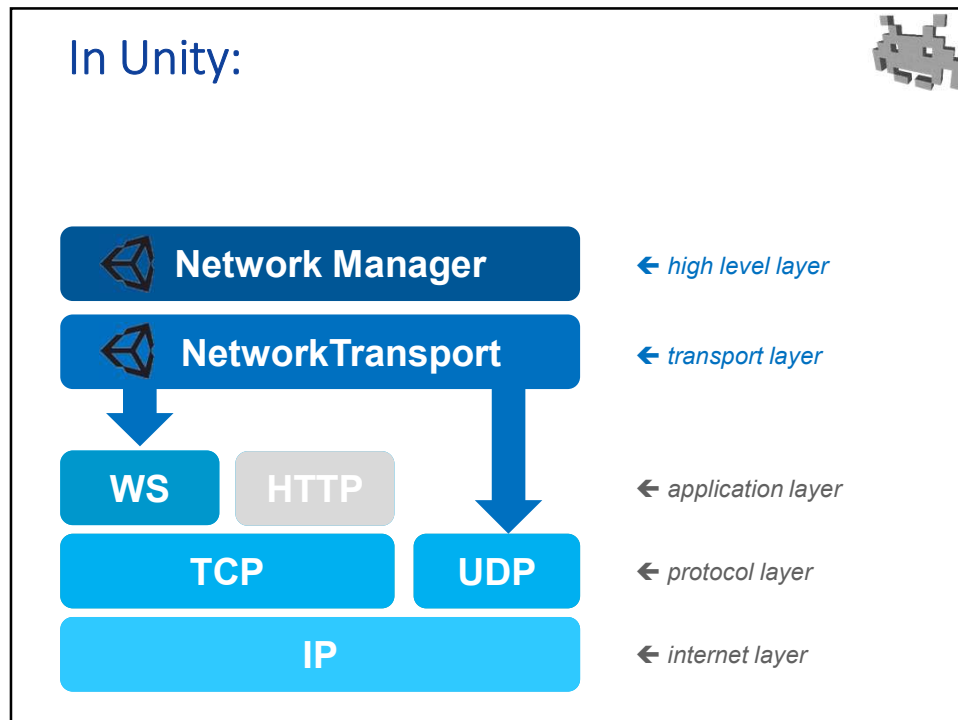 In Unity:
Network Manager
← high level layer
NetworkTransport
← transport layer
WS
HTTP
← application layer
TCP
UDP
← protocol layer
IP
← internet layer